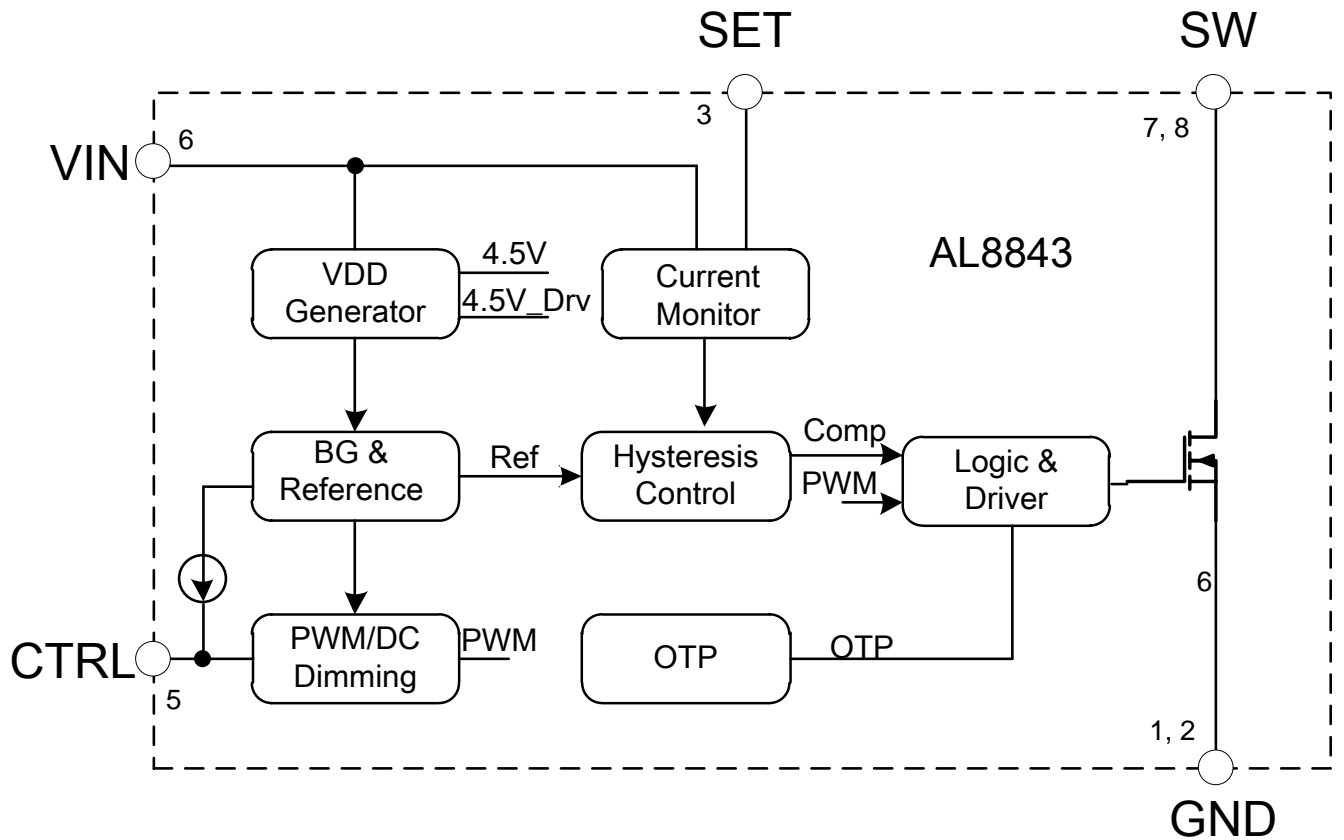 SET
SW
3
7, 8
VIN
6
AL8843
4.5V
VDD
Generator
4.5V_Drv
Current
Monitor
Comp
BG &
Reference
Ref
Hysteresis
Control
PWM
Logic &
Driver
6
CTRL
5
PWM/DC
Dimming
PWM
OTP
OTP
1, 2
GND